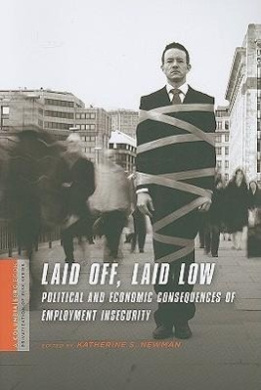 LAID OFF, LAID LOW
POLITICAL AND ECONOMIC CONSEQUENCES OF
EMPLOYMENT INSECURITY
EDITED BY KATHERINE S. NEWMAN